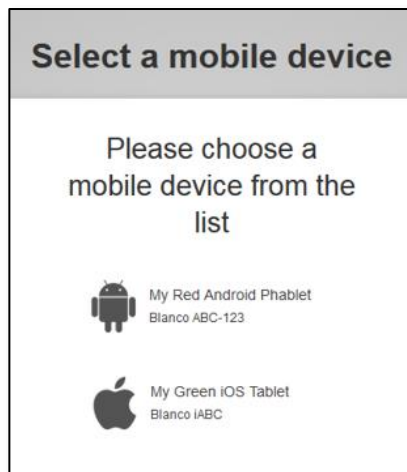 Select a mobile device
Please choose a
mobile device from the
list
My Red Android Phablet
Blanco ABC-123
My Green iOS Tablet
Blanco iABC